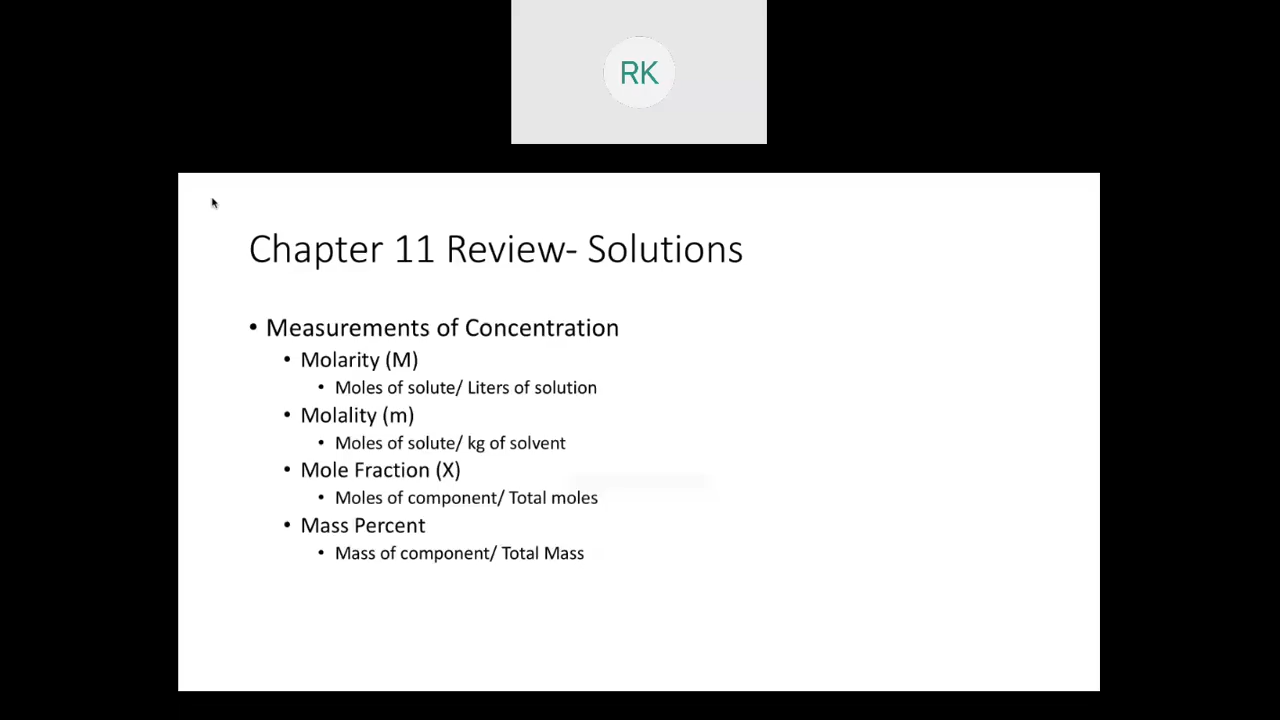 RK
Chapter 11 Review- Solutions
• Measurements of Concentration
• Molarity (M)
• Moles of solute/ Liters of solution
• Molality (m)
• Moles of solute/ kg of solvent
• Mole Fraction (X)
• Moles of component/ Total moles
• Mass Percent
• Mass of component/ Total Mass